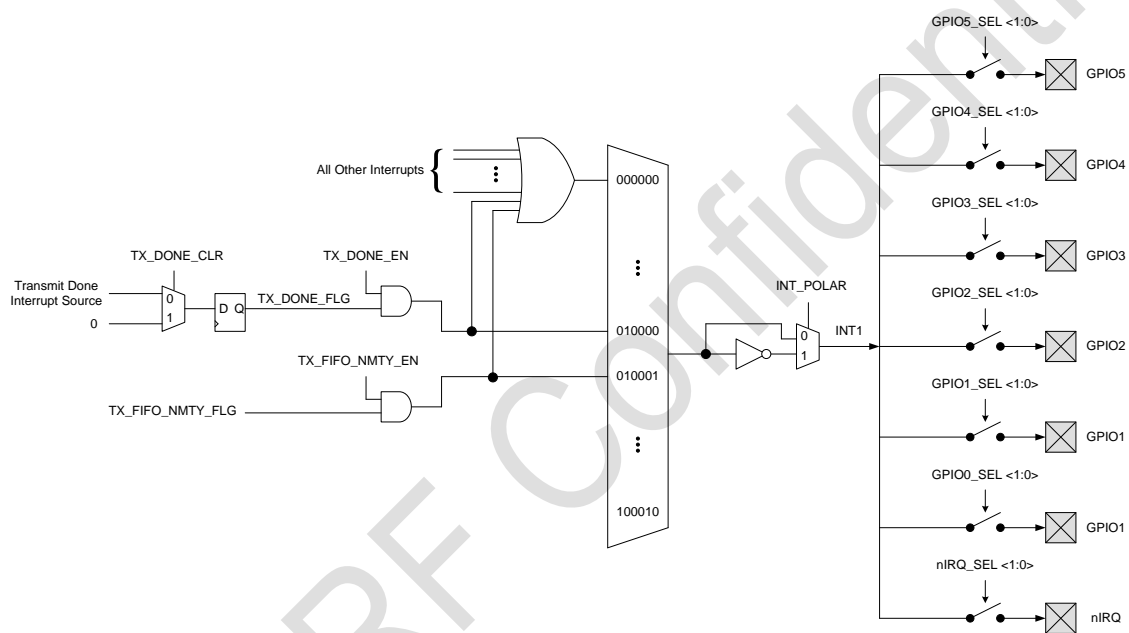 GPIO5_SEL <1:0>
GPIO5
GPIO4_SEL <1:0>
GPIO4
All Other Interrupts
000000
GPIO3_SEL <1:0>
GPIO3
TX_DONE_CLR
TX_DONE_EN
Transmit Done
Interrupt Source
0
0
1
D Q
TX_DONE_FLG
INT_POLAR
GPIO2_SEL <1:0>
GPIO2
010000
0
1
INT1
TX_FIFO_NMTY_EN
010001
TX_FIFO_NMTY_FLG
GPIO1_SEL <1:0>
GPIO1
100010
GPIO0_SEL <1:0>
GPIO1
nIRQ_SEL <1:0>
nIRQ
RF Confidenti